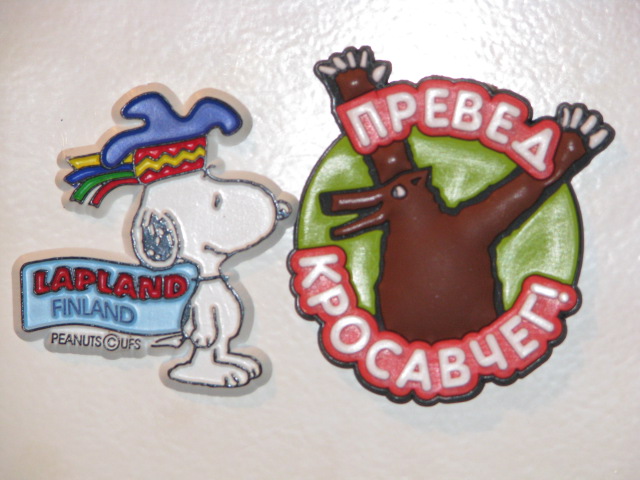 LAPLAND
FINLAND
PEANUTS © UFS
ПРЕВЕД
КРОСАВЧЕГ!